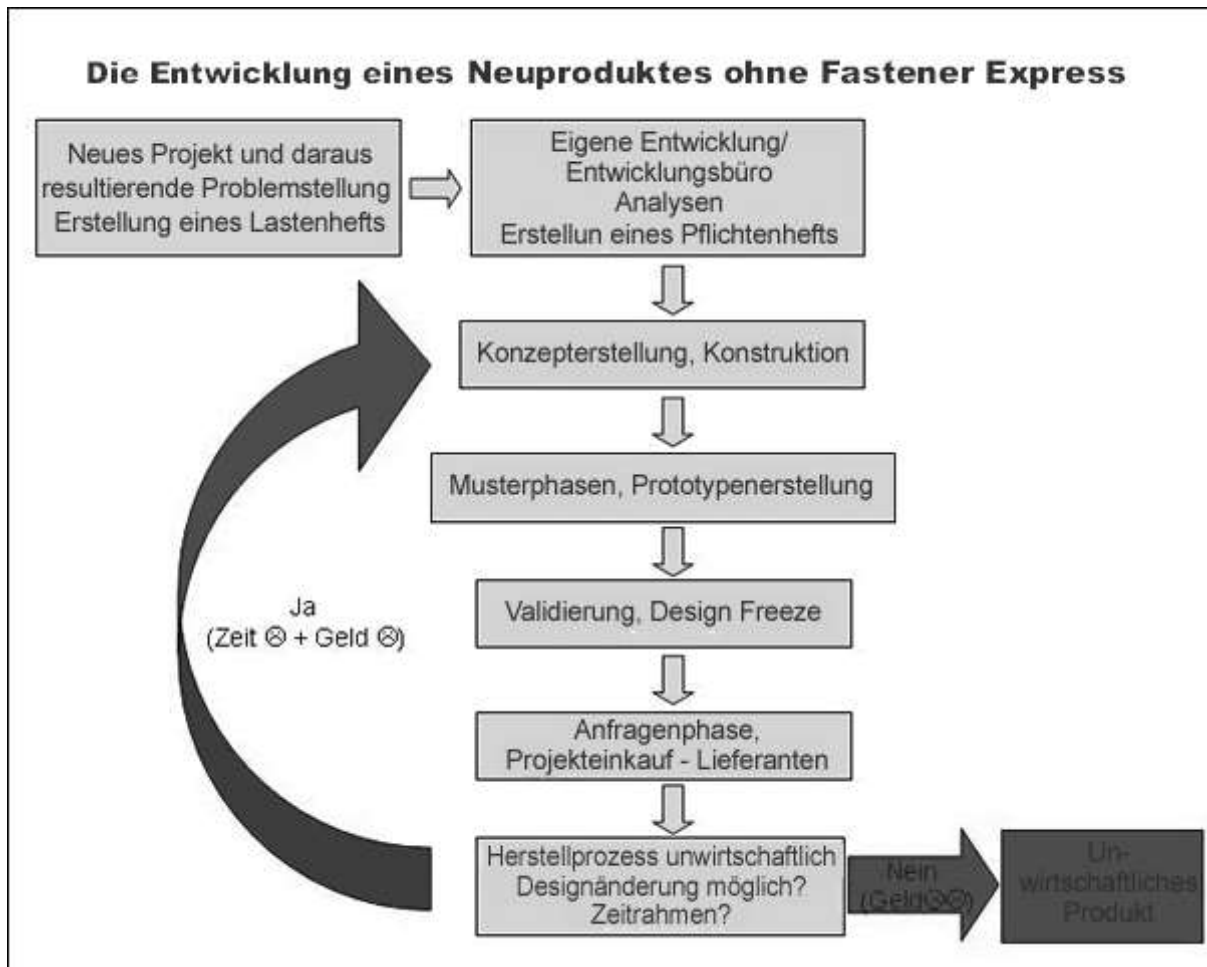 Die Entwicklung eines Neuproduktes ohne Fastener Express
Neues Projekt und daraus
resultierende Problemstellung
Erstellung eines Lastenhefts
Eigene Entwicklung/
Entwicklungsbüro
Analysen
Erstellun eines Pflichtenhefts
Konzepterstellung, Konstruktion
Musterphasen, Prototypenerstellung
Validierung, Design Freeze
Anfragenphase,
Projekteinkauf - Lieferanten
Herstellprozess unwirtschaftlich
Designänderung möglich?
Zeitrahmen?
Ja
(Zeit ☹ + Geld ☹)
Nein
(Geld☹☹)
Un-
wirtschaftliches
Produkt